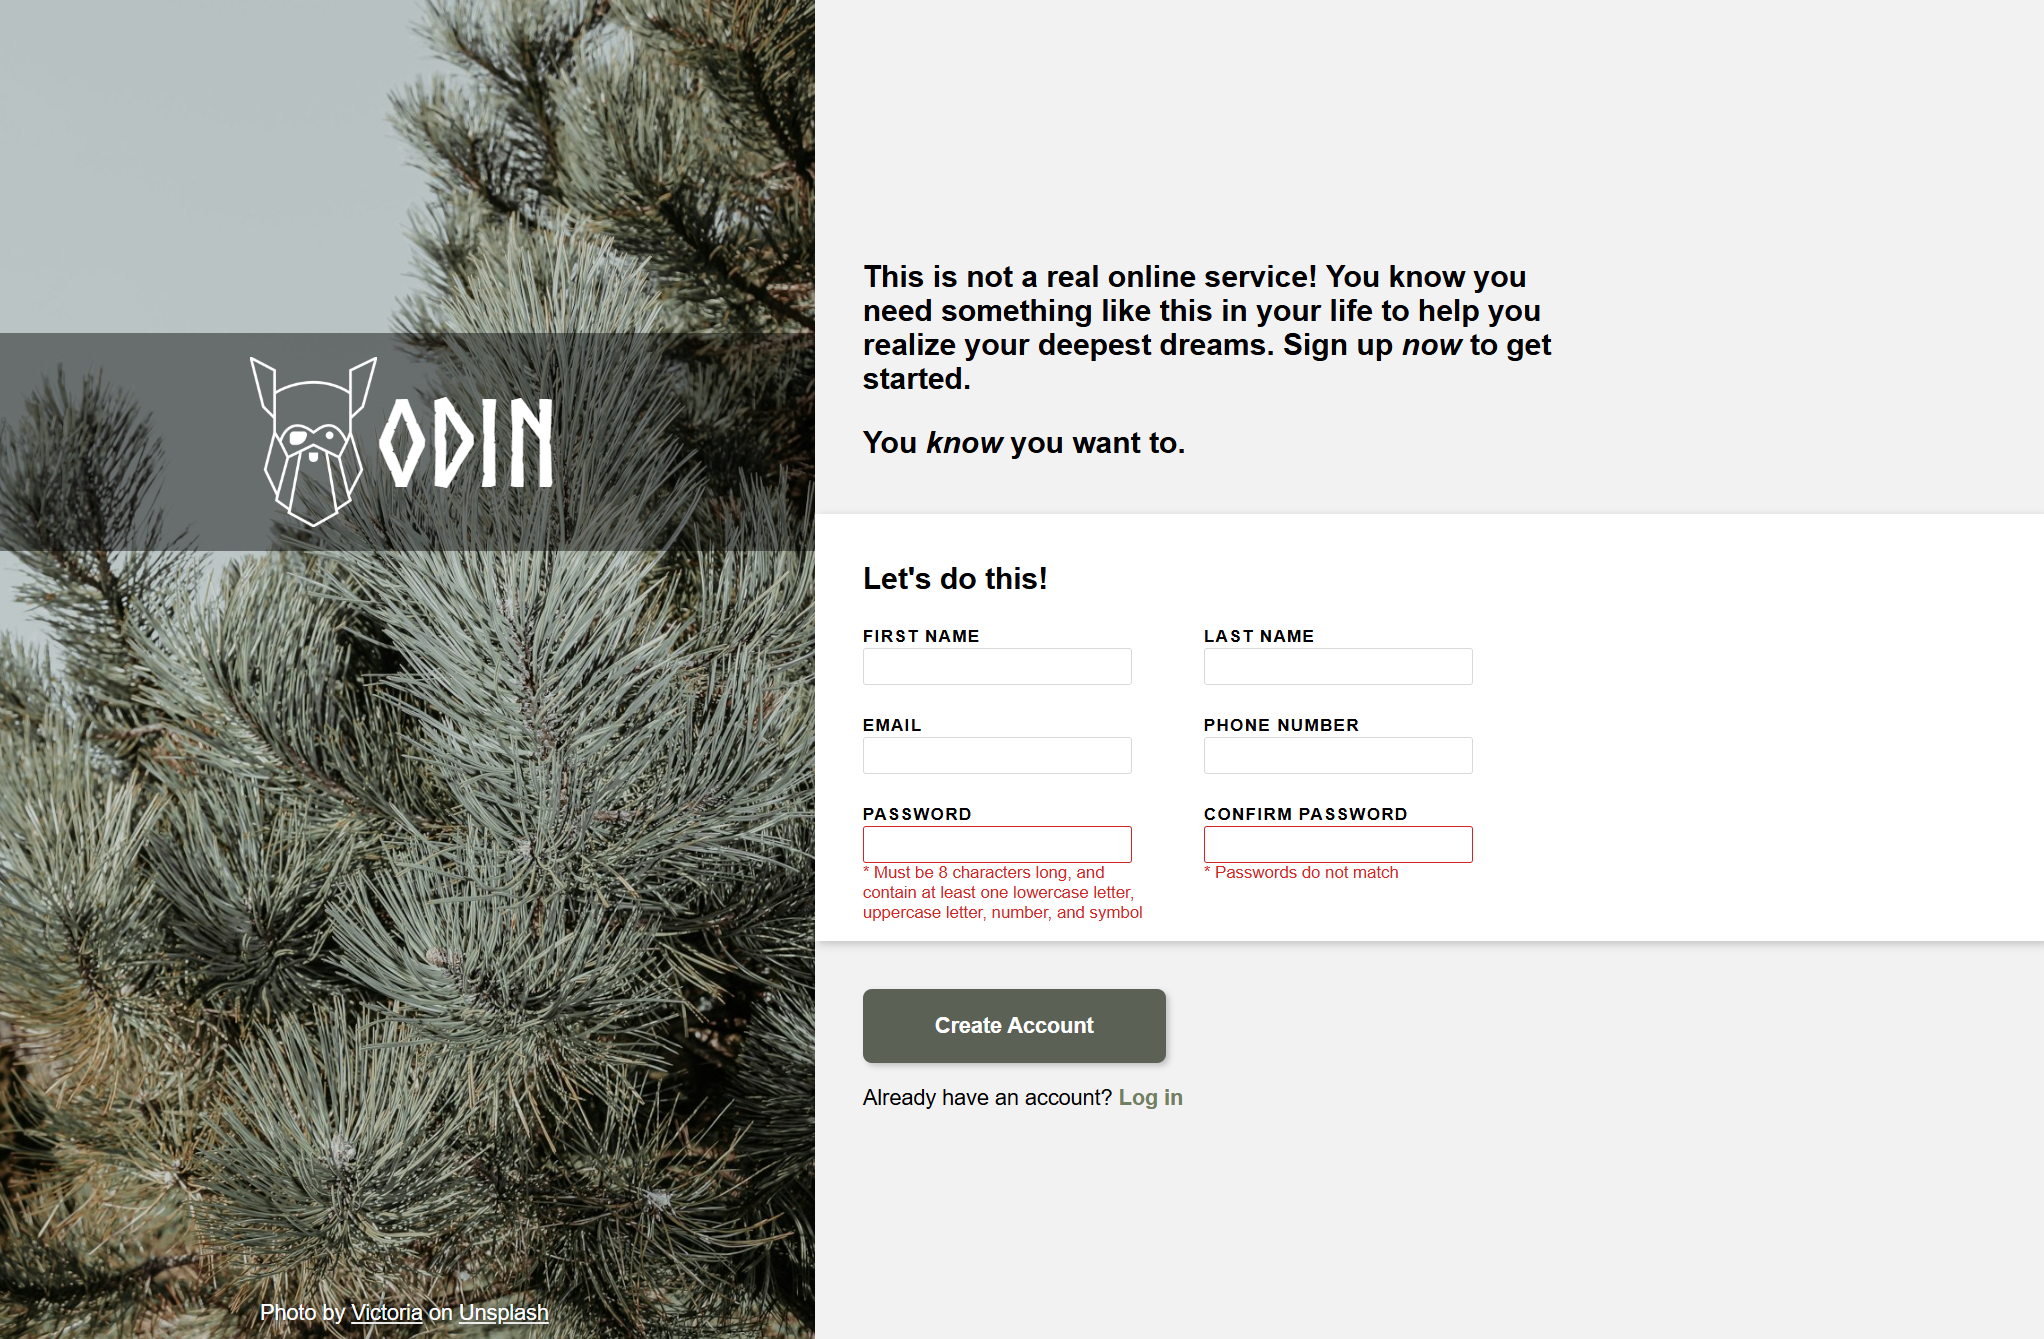 ODIN
Photo by Victoria on Unsplash
This is not a real online service! You know you
need something like this in your life to help you
realize your deepest dreams. Sign up now to get
started.
You know you want to.
Let's do this!
FIRST NAME
LAST NAME
EMAIL
PHONE NUMBER
PASSWORD
CONFIRM PASSWORD
* Must be 8 characters long, and
contain at least one lowercase letter,
uppercase letter, number, and symbol
* Passwords do not match
Create Account
Already have an account? Log in